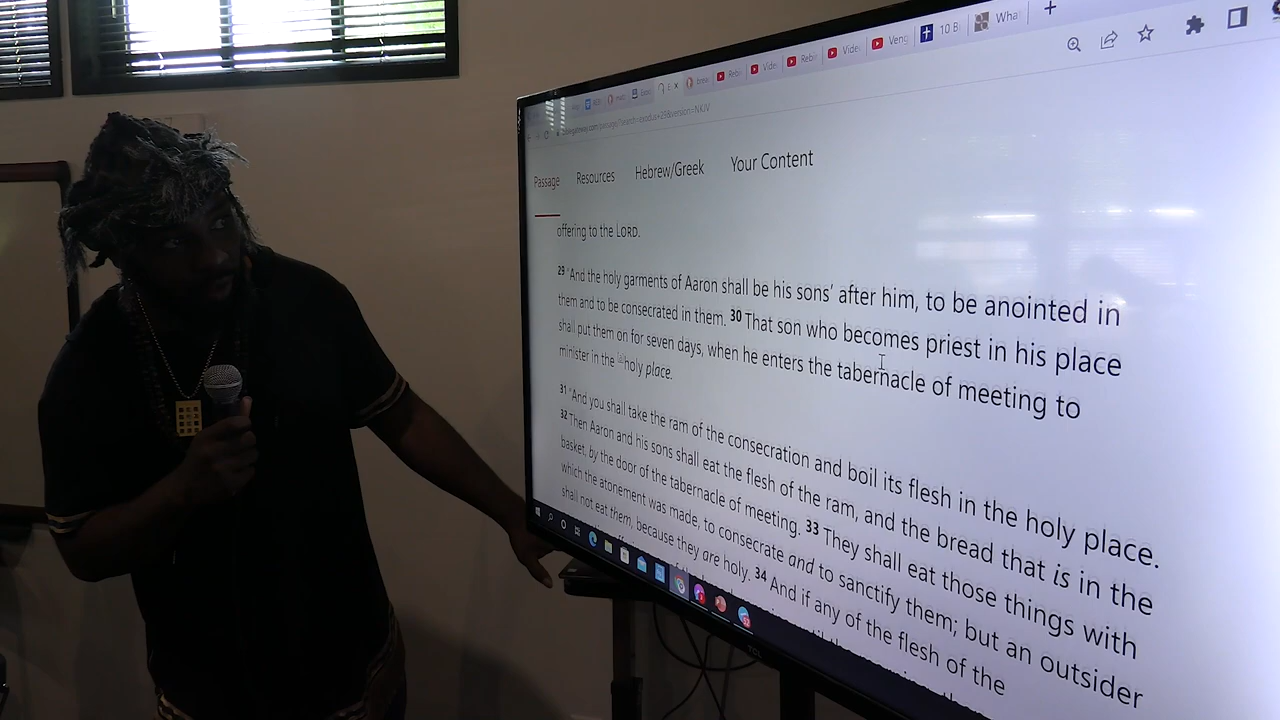 10 B
Wha
Vide
Veng
Passage
Resources
Hebrew/Greek
Your Content
offering to the LORD.
29 "And the holy garments of Aaron shall be his sons' after him, to be anointed in
them and to be consecrated in them. 30 That son who becomes priest in his place
shall put them on for seven days, when he enters the tabernacle of meeting to
minister in the holy place.
31 "And you shall take the ram of the consecration and boil its flesh in the holy place.
32 Then Aaron and his sons shall eat the flesh of the ram, and the bread that is in the
basket, by the door of the tabernacle of meeting. 33 They shall eat those things with
which the atonement was made, to consecrate and to sanctify them; but an outsider
shall not eat them, because they are holy. 34 And if any of the flesh of the
TCL